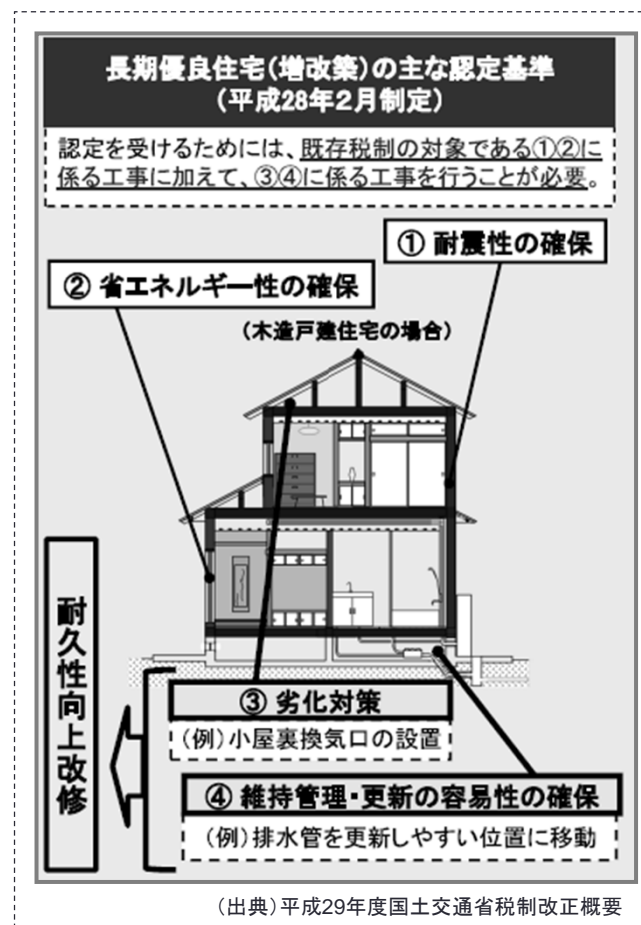 長期優良住宅(増改築)の主な認定基準
(平成28年2月制定)
認定を受けるためには、既存税制の対象である①②に
係る工事に加えて、③④に係る工事を行うことが必要。
① 耐震性の確保
② 省エネルギー性の確保
(木造戸建住宅の場合)
耐久性向上改修
③ 劣化対策
(例)小屋裏換気口の設置
④ 維持管理・更新の容易性の確保
(例)排水管を更新しやすい位置に移動
(出典)平成29年度国土交通省税制改正概要